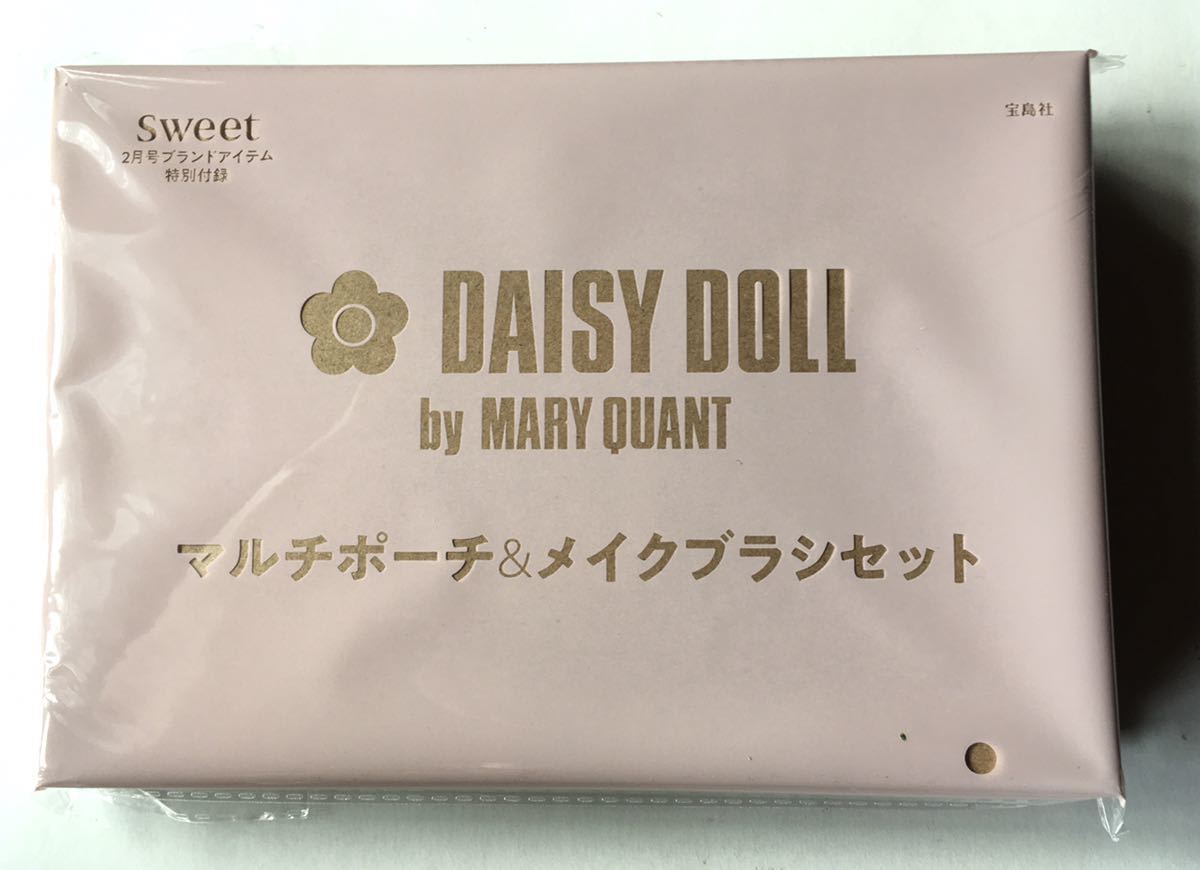 sweet
2月号ブランドアイテム
特別付録
宝島社
DAISY DOLL
by MARY QUANT
マルチポーチ&メイクブラシセット